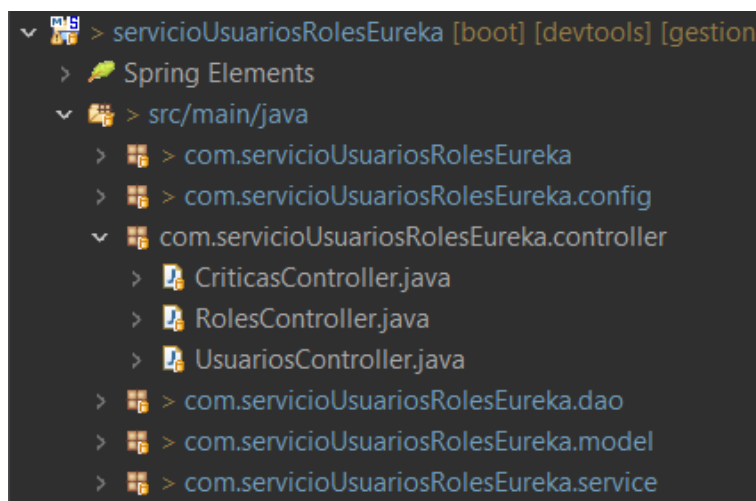 > servicioUsuariosRolesEureka [boot] [devtools] [gestion
Spring Elements
> src/main/java
> com.servicioUsuariosRolesEureka
> com.servicioUsuariosRolesEureka.config
com.servicioUsuariosRolesEureka.controller
CriticasController.java
RolesController.java
UsuariosController.java
> com.servicioUsuariosRolesEureka.dao
> com.servicioUsuariosRolesEureka.model
> com.servicioUsuariosRolesEureka.service